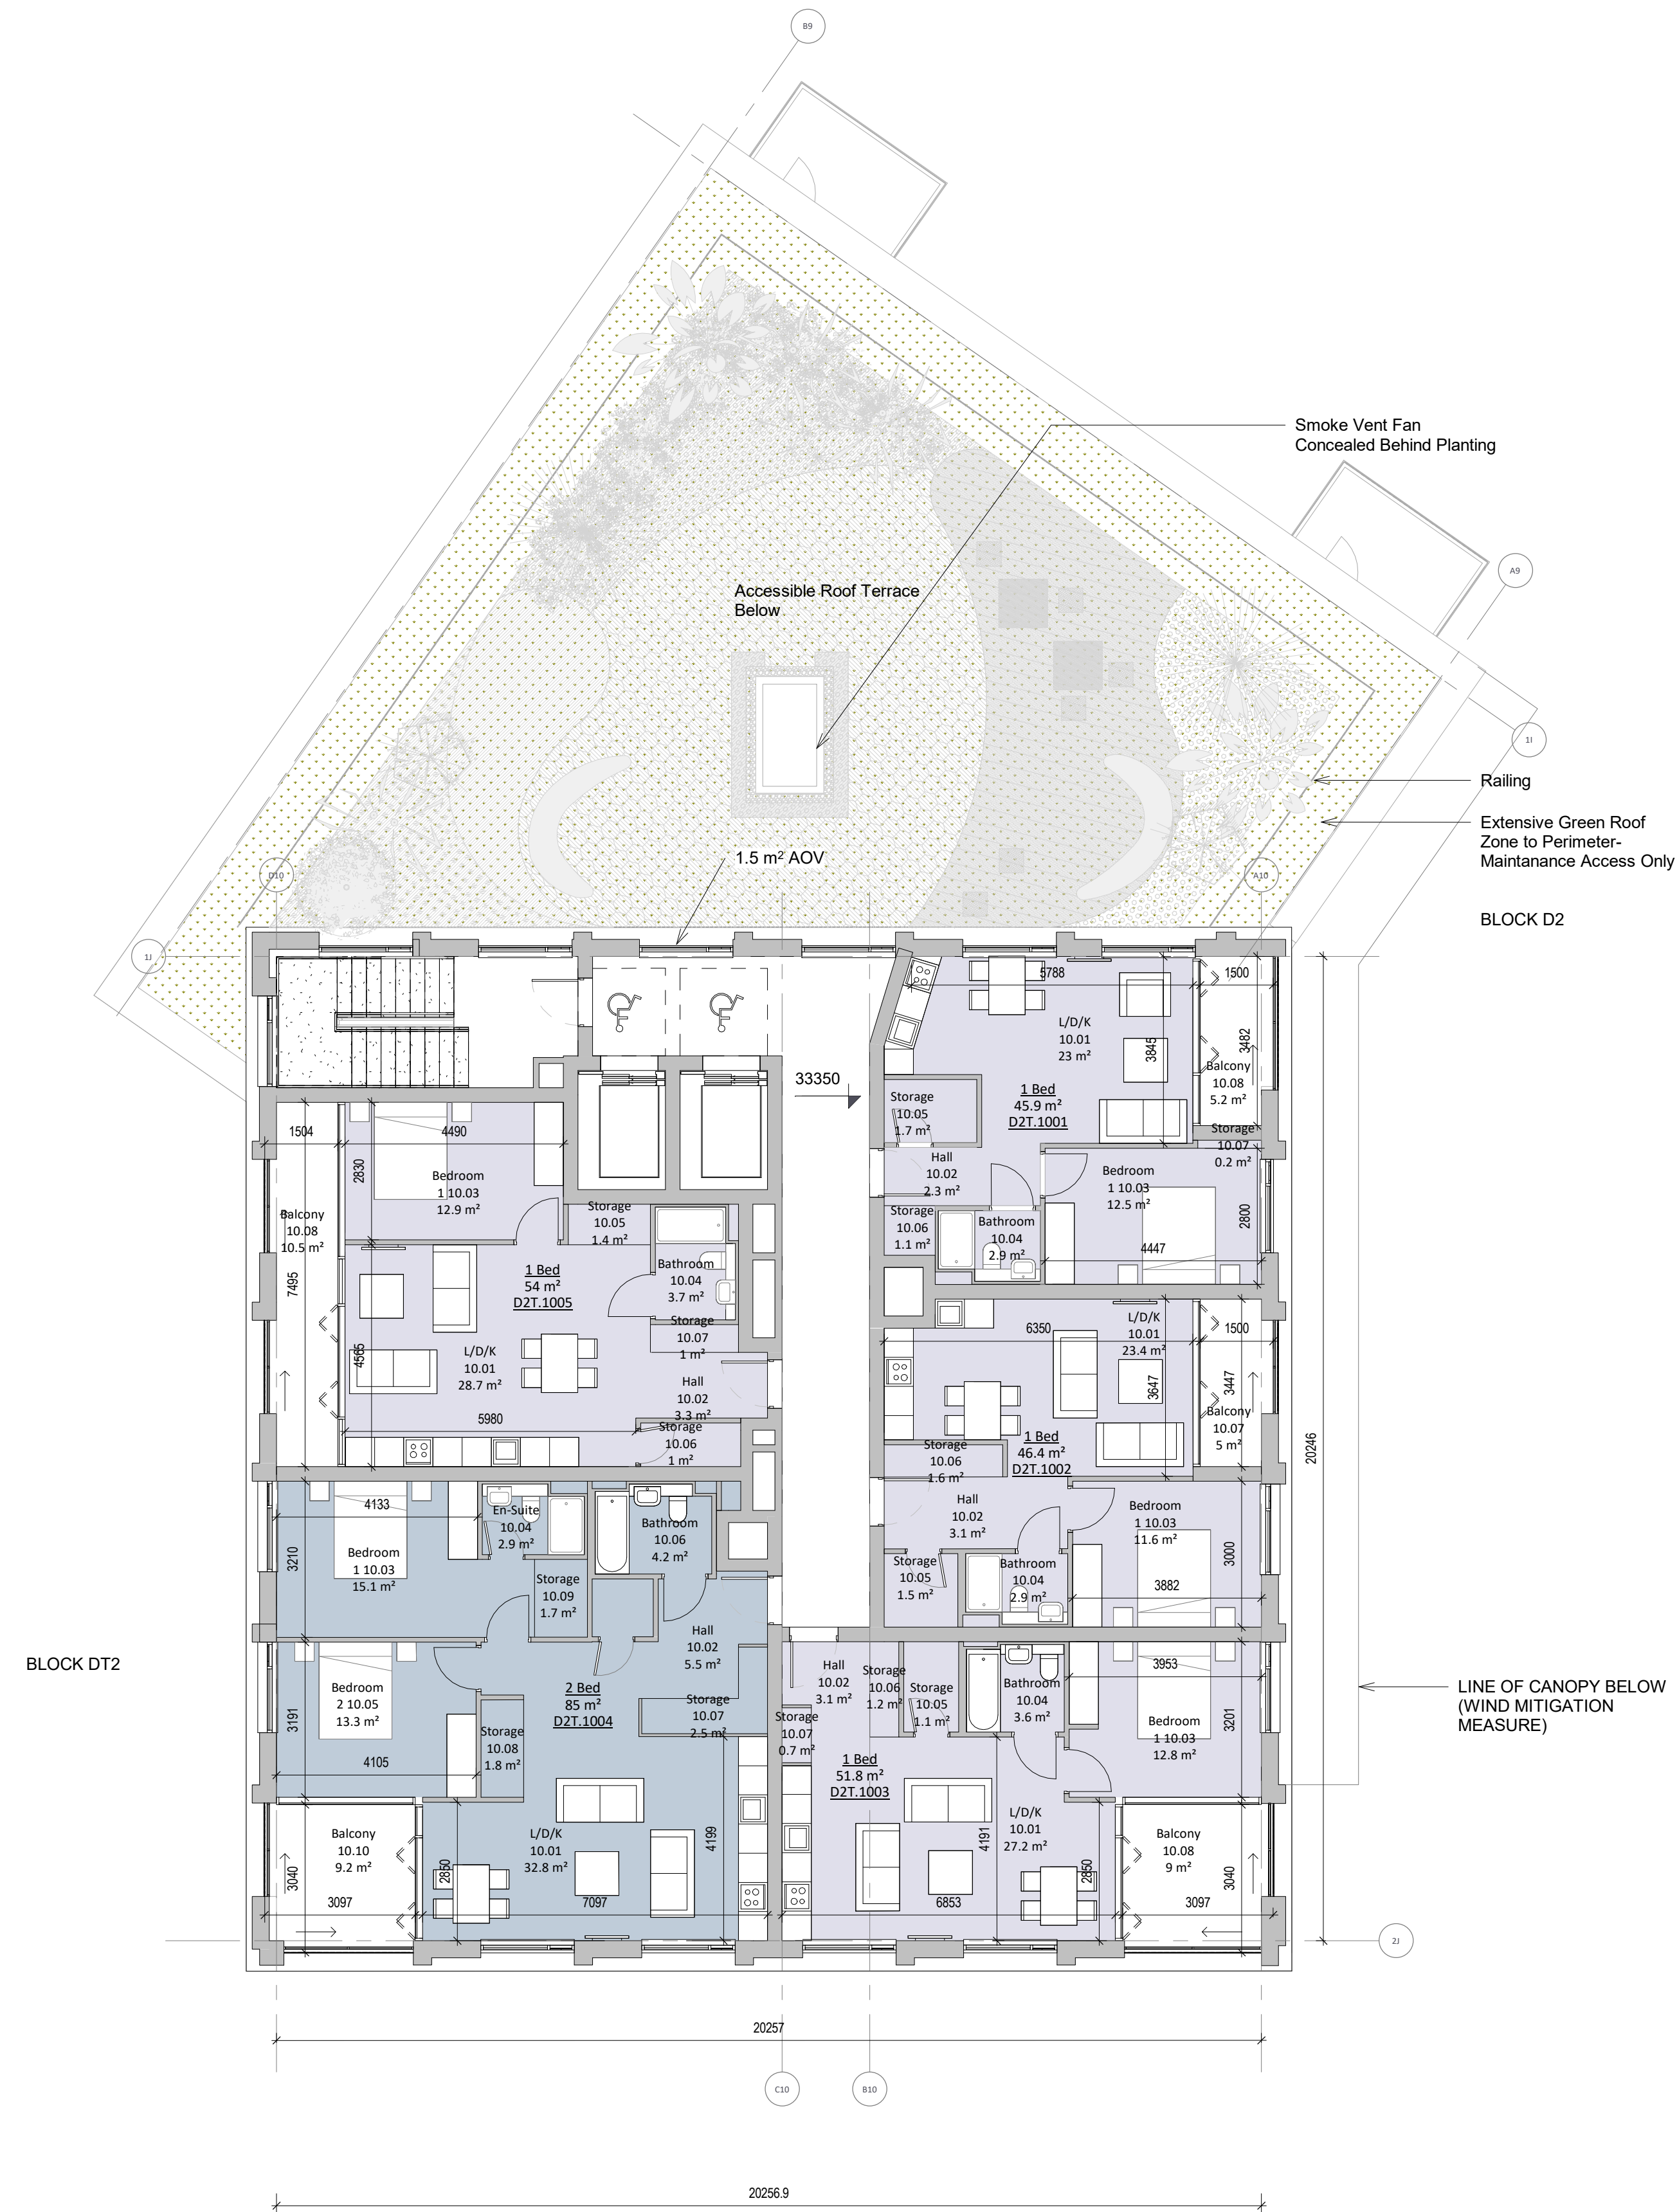 B9
Smoke Vent Fan
Concealed Behind Planting
A9
Accessible Roof Terrace
Below
1I
Railing
Extensive Green Roof
Zone to Perimeter-
Maintanance Access Only
1.5 m² AOV
D10
A10
BLOCK D2
1J
5788
1500
L/D/K
10.01
23 m²
3845
3482
Balcony
10.08
5.2 m²
33350
1 Bed
45.9 m²
D2T.1001
Storage
10.05
1.7 m²
Storage
10.07
0.2 m²
Hall
10.02
2.3 m²
Bedroom
1 10.03
12.5 m²
2800
Storage
10.06
1.1 m²
Bathroom
10.04
2.9 m²
4447
1504
4490
2830
Bedroom
1 10.03
12.9 m²
Balcony
10.08
10.5 m²
7495
Storage
10.05
1.4 m²
1 Bed
54 m²
D2T.1005
Bathroom
10.04
3.7 m²
Storage
10.07
1 m²
4565
L/D/K
10.01
28.7 m²
Hall
10.02
3.3 m²
5980
Storage
10.06
1 m²
6350
L/D/K
10.01
23.4 m²
1500
3647
3447
Balcony
10.07
5 m²
1 Bed
46.4 m²
D2T.1002
Storage
10.06
1.6 m²
20246
Hall
10.02
3.1 m²
Bedroom
1 10.03
11.6 m²
3000
Storage
10.05
1.5 m²
Bathroom
10.04
2.9 m²
3882
4133
En-Suite
10.04
2.9 m²
Bathroom
10.06
4.2 m²
3210
Bedroom
1 10.03
15.1 m²
Storage
10.09
1.7 m²
Hall
10.02
5.5 m²
BLOCK DT2
Bedroom
2 10.05
13.3 m²
3191
4105
2 Bed
85 m²
D2T.1004
Storage
10.07
2.5 m²
Storage
10.08
1.8 m²
Hall
10.02
3.1 m²
Storage
10.06
1.2 m²
Storage
10.05
1.1 m²
Bathroom
10.04
3.6 m²
3953
Bedroom
1 10.03
12.8 m²
3201
LINE OF CANOPY BELOW
(WIND MITIGATION
MEASURE)
Storage
10.07
0.7 m²
1 Bed
51.8 m²
D2T.1003
Balcony
10.10
9.2 m²
3040
3097
2850
L/D/K
10.01
32.8 m²
7097
4199
4191
L/D/K
10.01
27.2 m²
6853
2850
Balcony
10.08
9 m²
3040
3097
2J
20257
C10
B10
20256.9